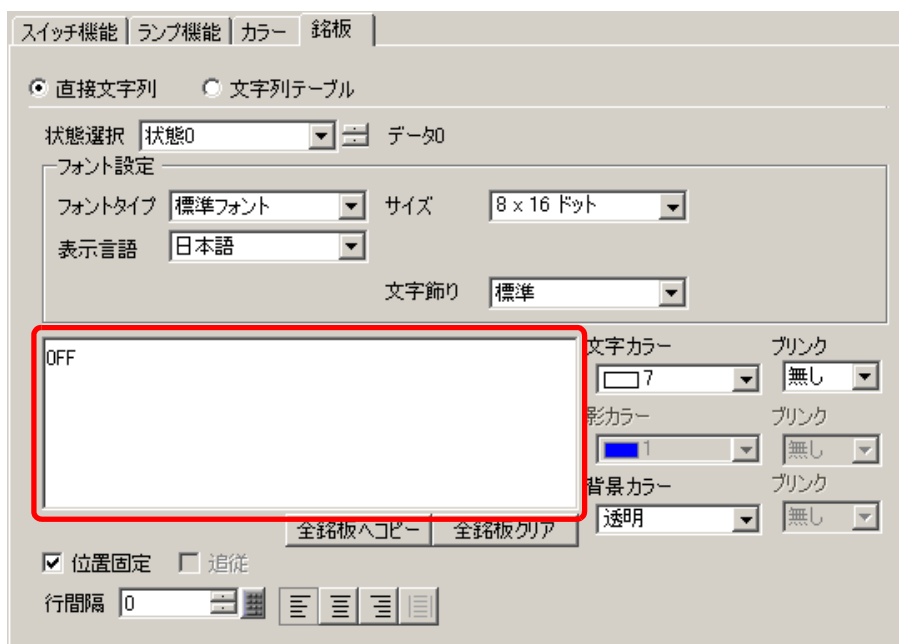 スイッチ機能 ランプ機能 カラー 銘板
直接文字列 文字列テーブル
状態選択 状態0 データ0
フォント設定
フォントタイプ 標準フォント サイズ 8 x 16 ドット
表示言語 日本語
文字飾り 標準
OFF
文字カラー ブリンク
7 無し
影カラー ブリンク
1 無し
背景カラー ブリンク
透明 無し
全銘板へコピー 全銘板クリア
位置固定 追従
行間隔 0